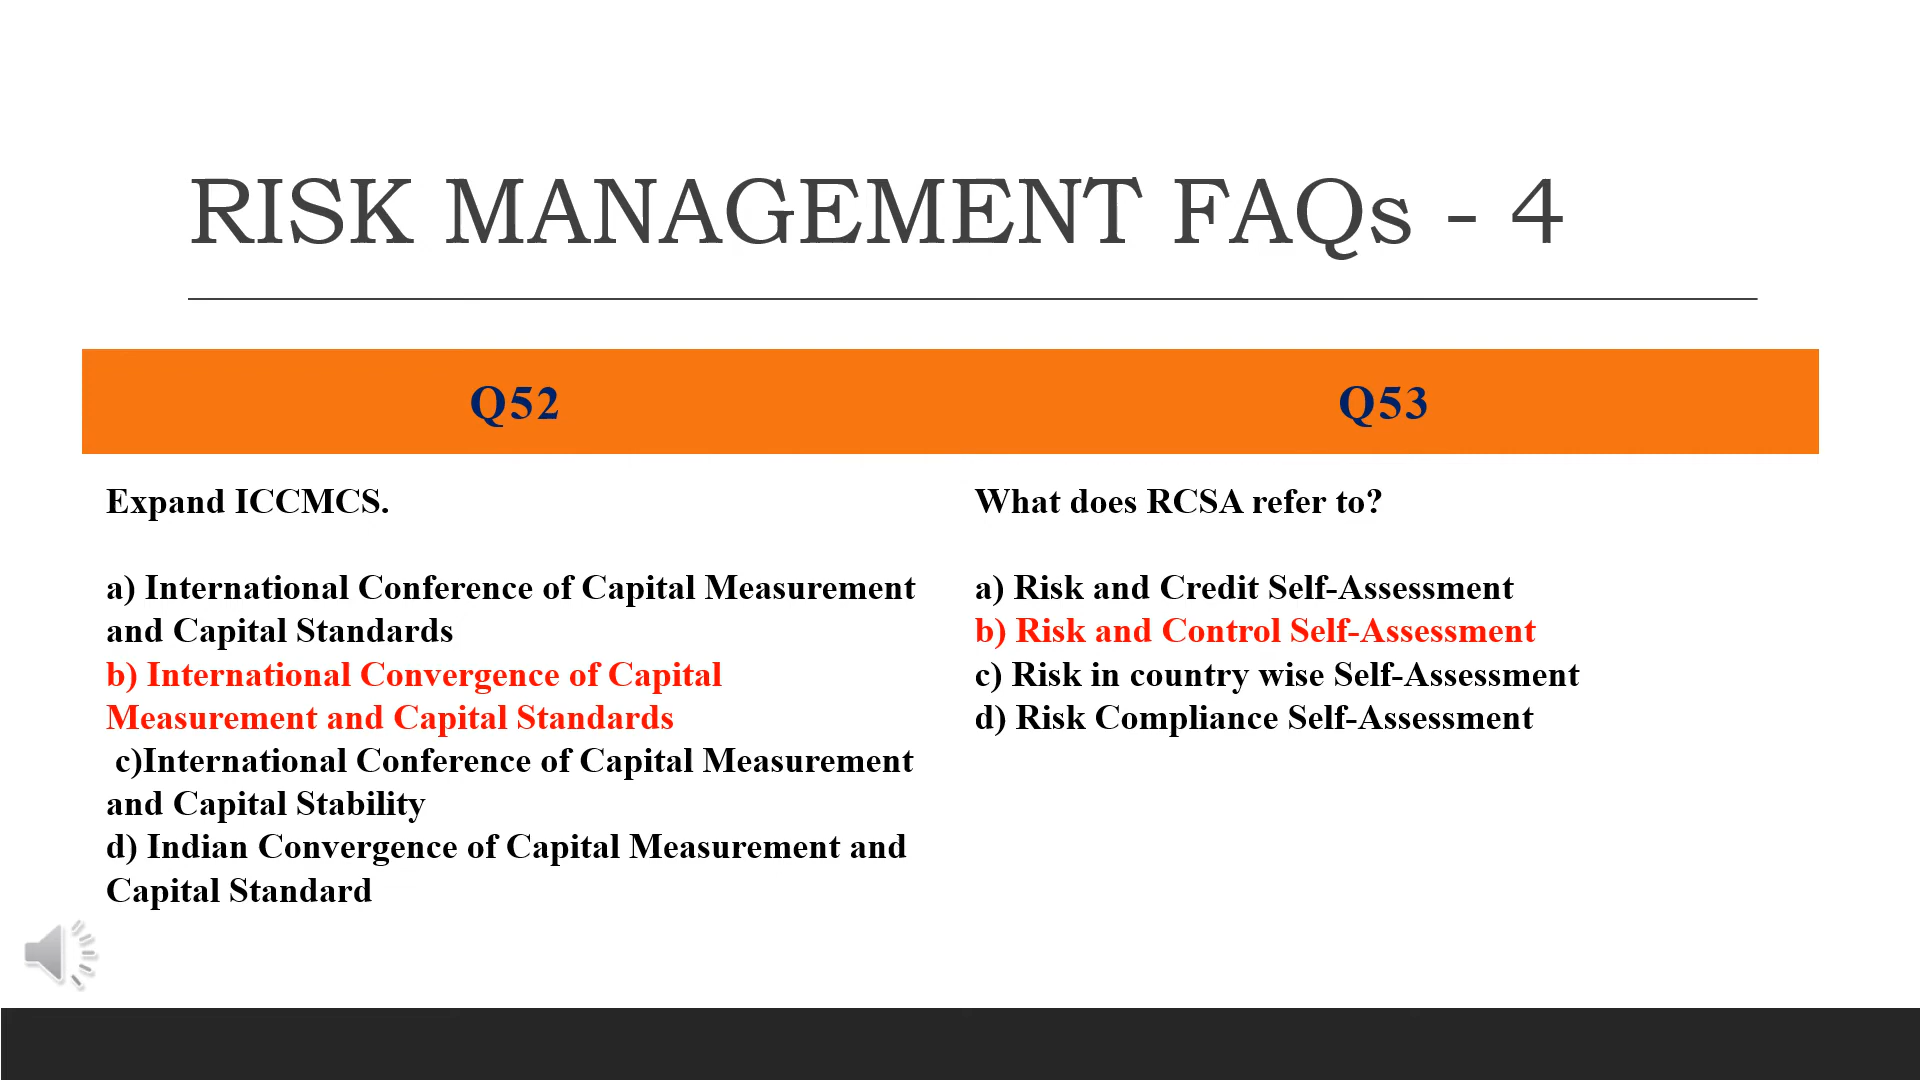 RISK MANAGEMENT FAQs - 4
Q52
Expand ICCMCS.
a) International Conference of Capital Measurement
and Capital Standards
b) International Convergence of Capital
Measurement and Capital Standards
c)International Conference of Capital Measurement
and Capital Stability
d) Indian Convergence of Capital Measurement and
Capital Standard
Q53
What does RCSA refer to?
a) Risk and Credit Self-Assessment
b) Risk and Control Self-Assessment
c) Risk in country wise Self-Assessment
d) Risk Compliance Self-Assessment